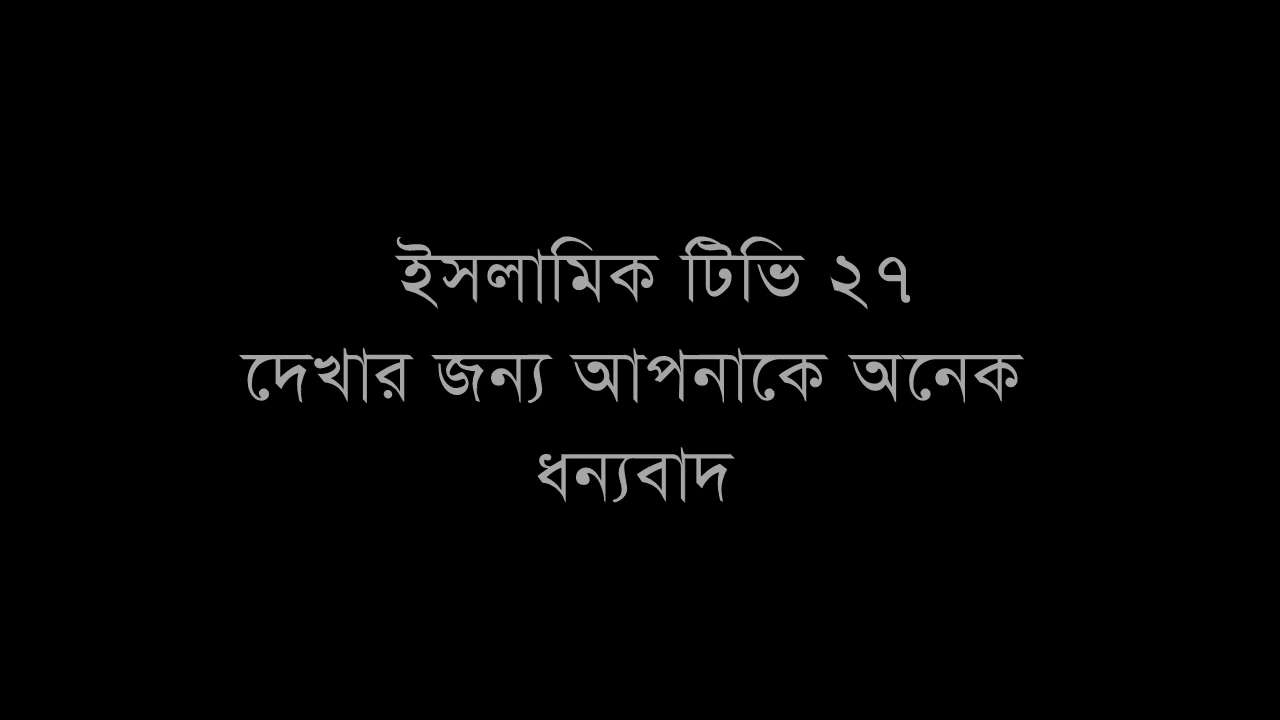 ইসলামিক টিভি ২৭
দেখার জন্য আপনাকে অনেক
ধন্যবাদ